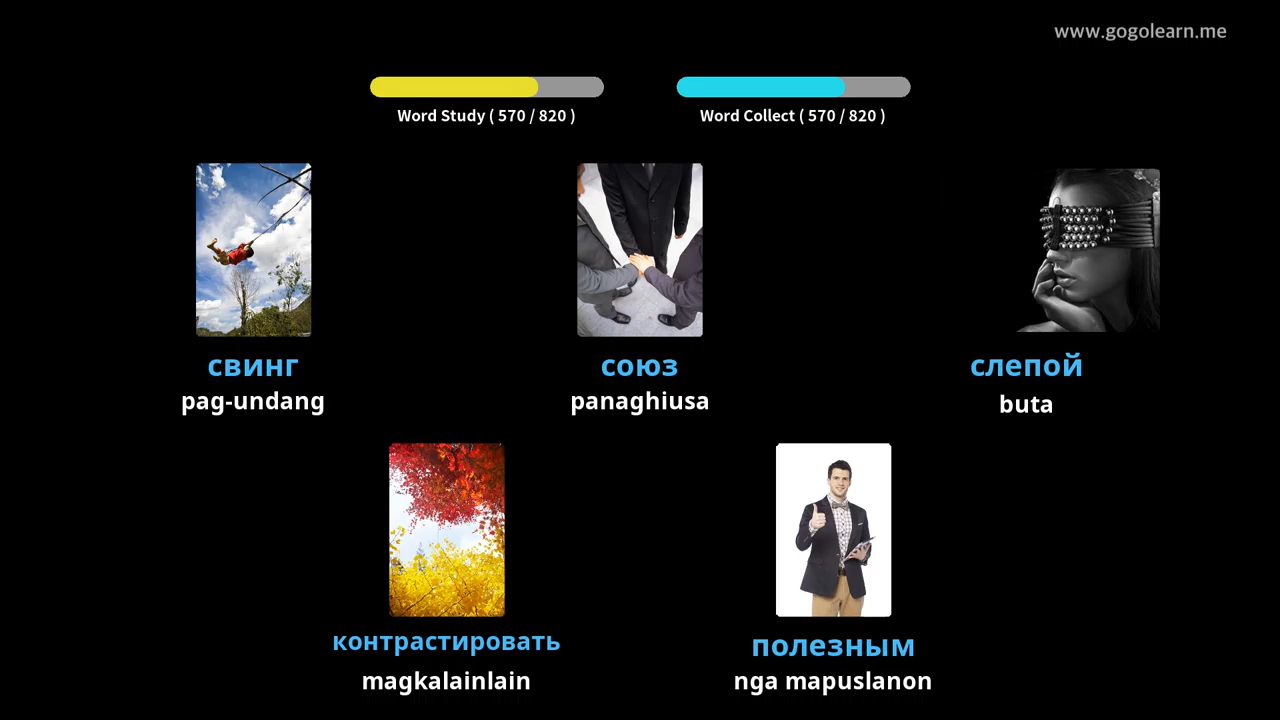 www.gogolearn.me
Word Study ( 570 / 820 )
Word Collect ( 570 / 820 )
свинг
pag-undang
союз
panaghiusa
слепой
buta
контрастировать
magkalainlain
полезным
nga mapuslanon